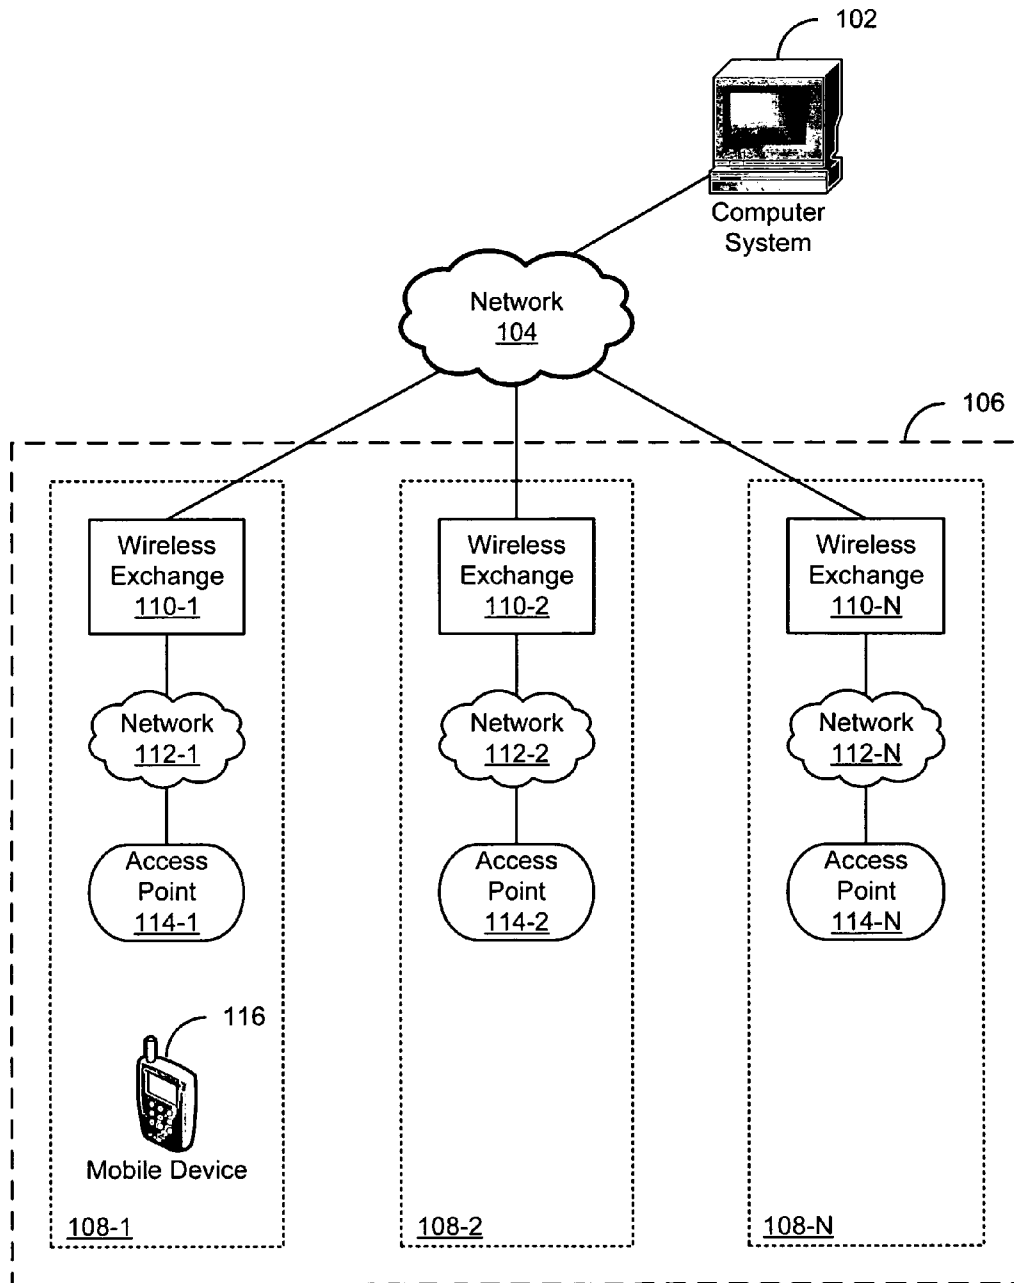 102
Computer
System
Network
104
106
Wireless
Exchange
110-1
Wireless
Exchange
110-2
Wireless
Exchange
110-N
Network
112-1
Network
112-2
Network
112-N
Access
Point
114-1
Access
Point
114-2
Access
Point
114-N
116
Mobile Device
108-1
108-2
108-N